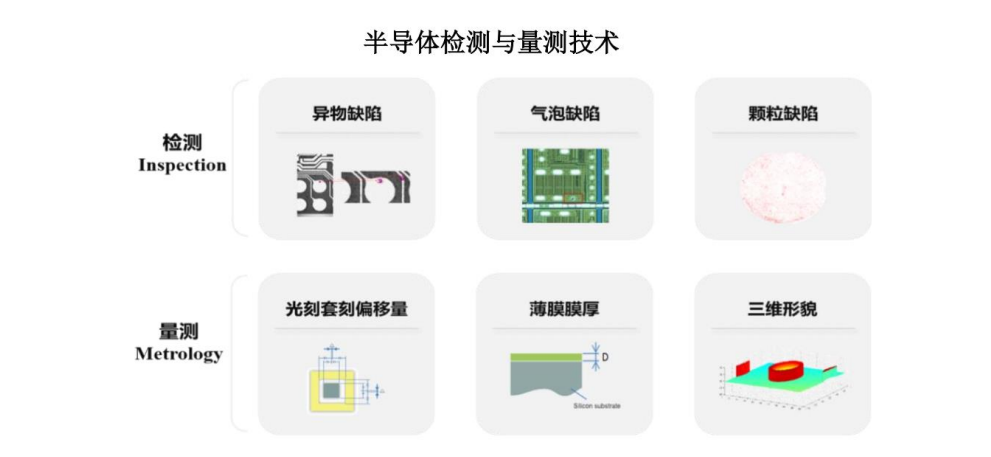 半导体检测与量测技术
检测
Inspection
异物缺陷
气泡缺陷
颗粒缺陷
量测
Metrology
光刻套刻偏移量
薄膜膜厚
D
Silicon substrate
三维形貌